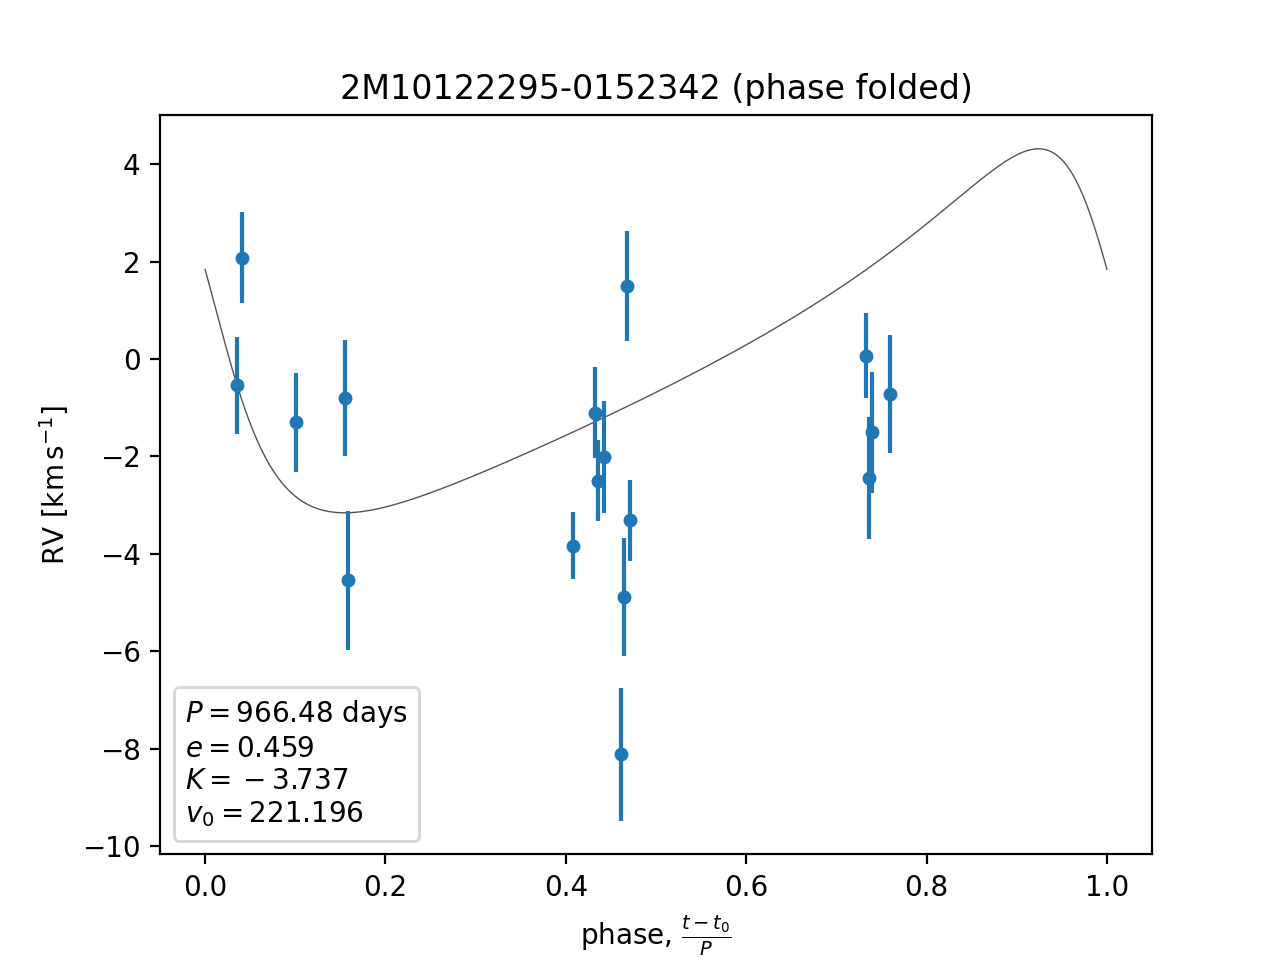 2M10122295-0152342 (phase folded)
RV [km s⁻¹]
4
2
0
−2
−4
−6
−8
−10
P = 966.48 days
e = 0.459
K = −3.737
v₀ = 221.196
0.0 0.2 0.4 0.6 0.8 1.0
phase, (t − t₀)/P